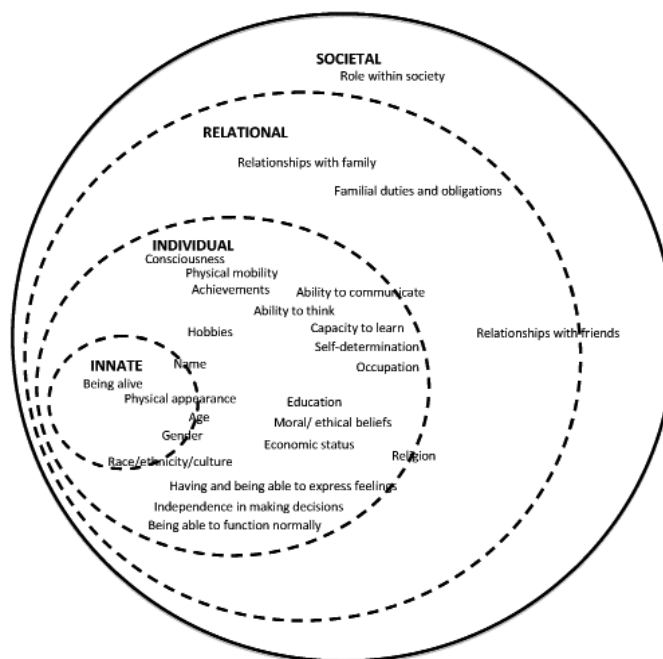 SOCIETAL
Role within society
RELATIONAL
Relationships with family
Familial duties and obligations
INDIVIDUAL
Consciousness
Physical mobility
Achievements
Ability to communicate
Ability to think
Capacity to learn
Hobbies
Relationships with friends
Self-determination
INNATE
Name
Occupation
Being alive
Physical appearance
Education
Age
Moral/ ethical beliefs
Gender
Economic status
Religion
Race/ethnicity/culture
Having and being able to express feelings
Independence in making decisions
Being able to function normally